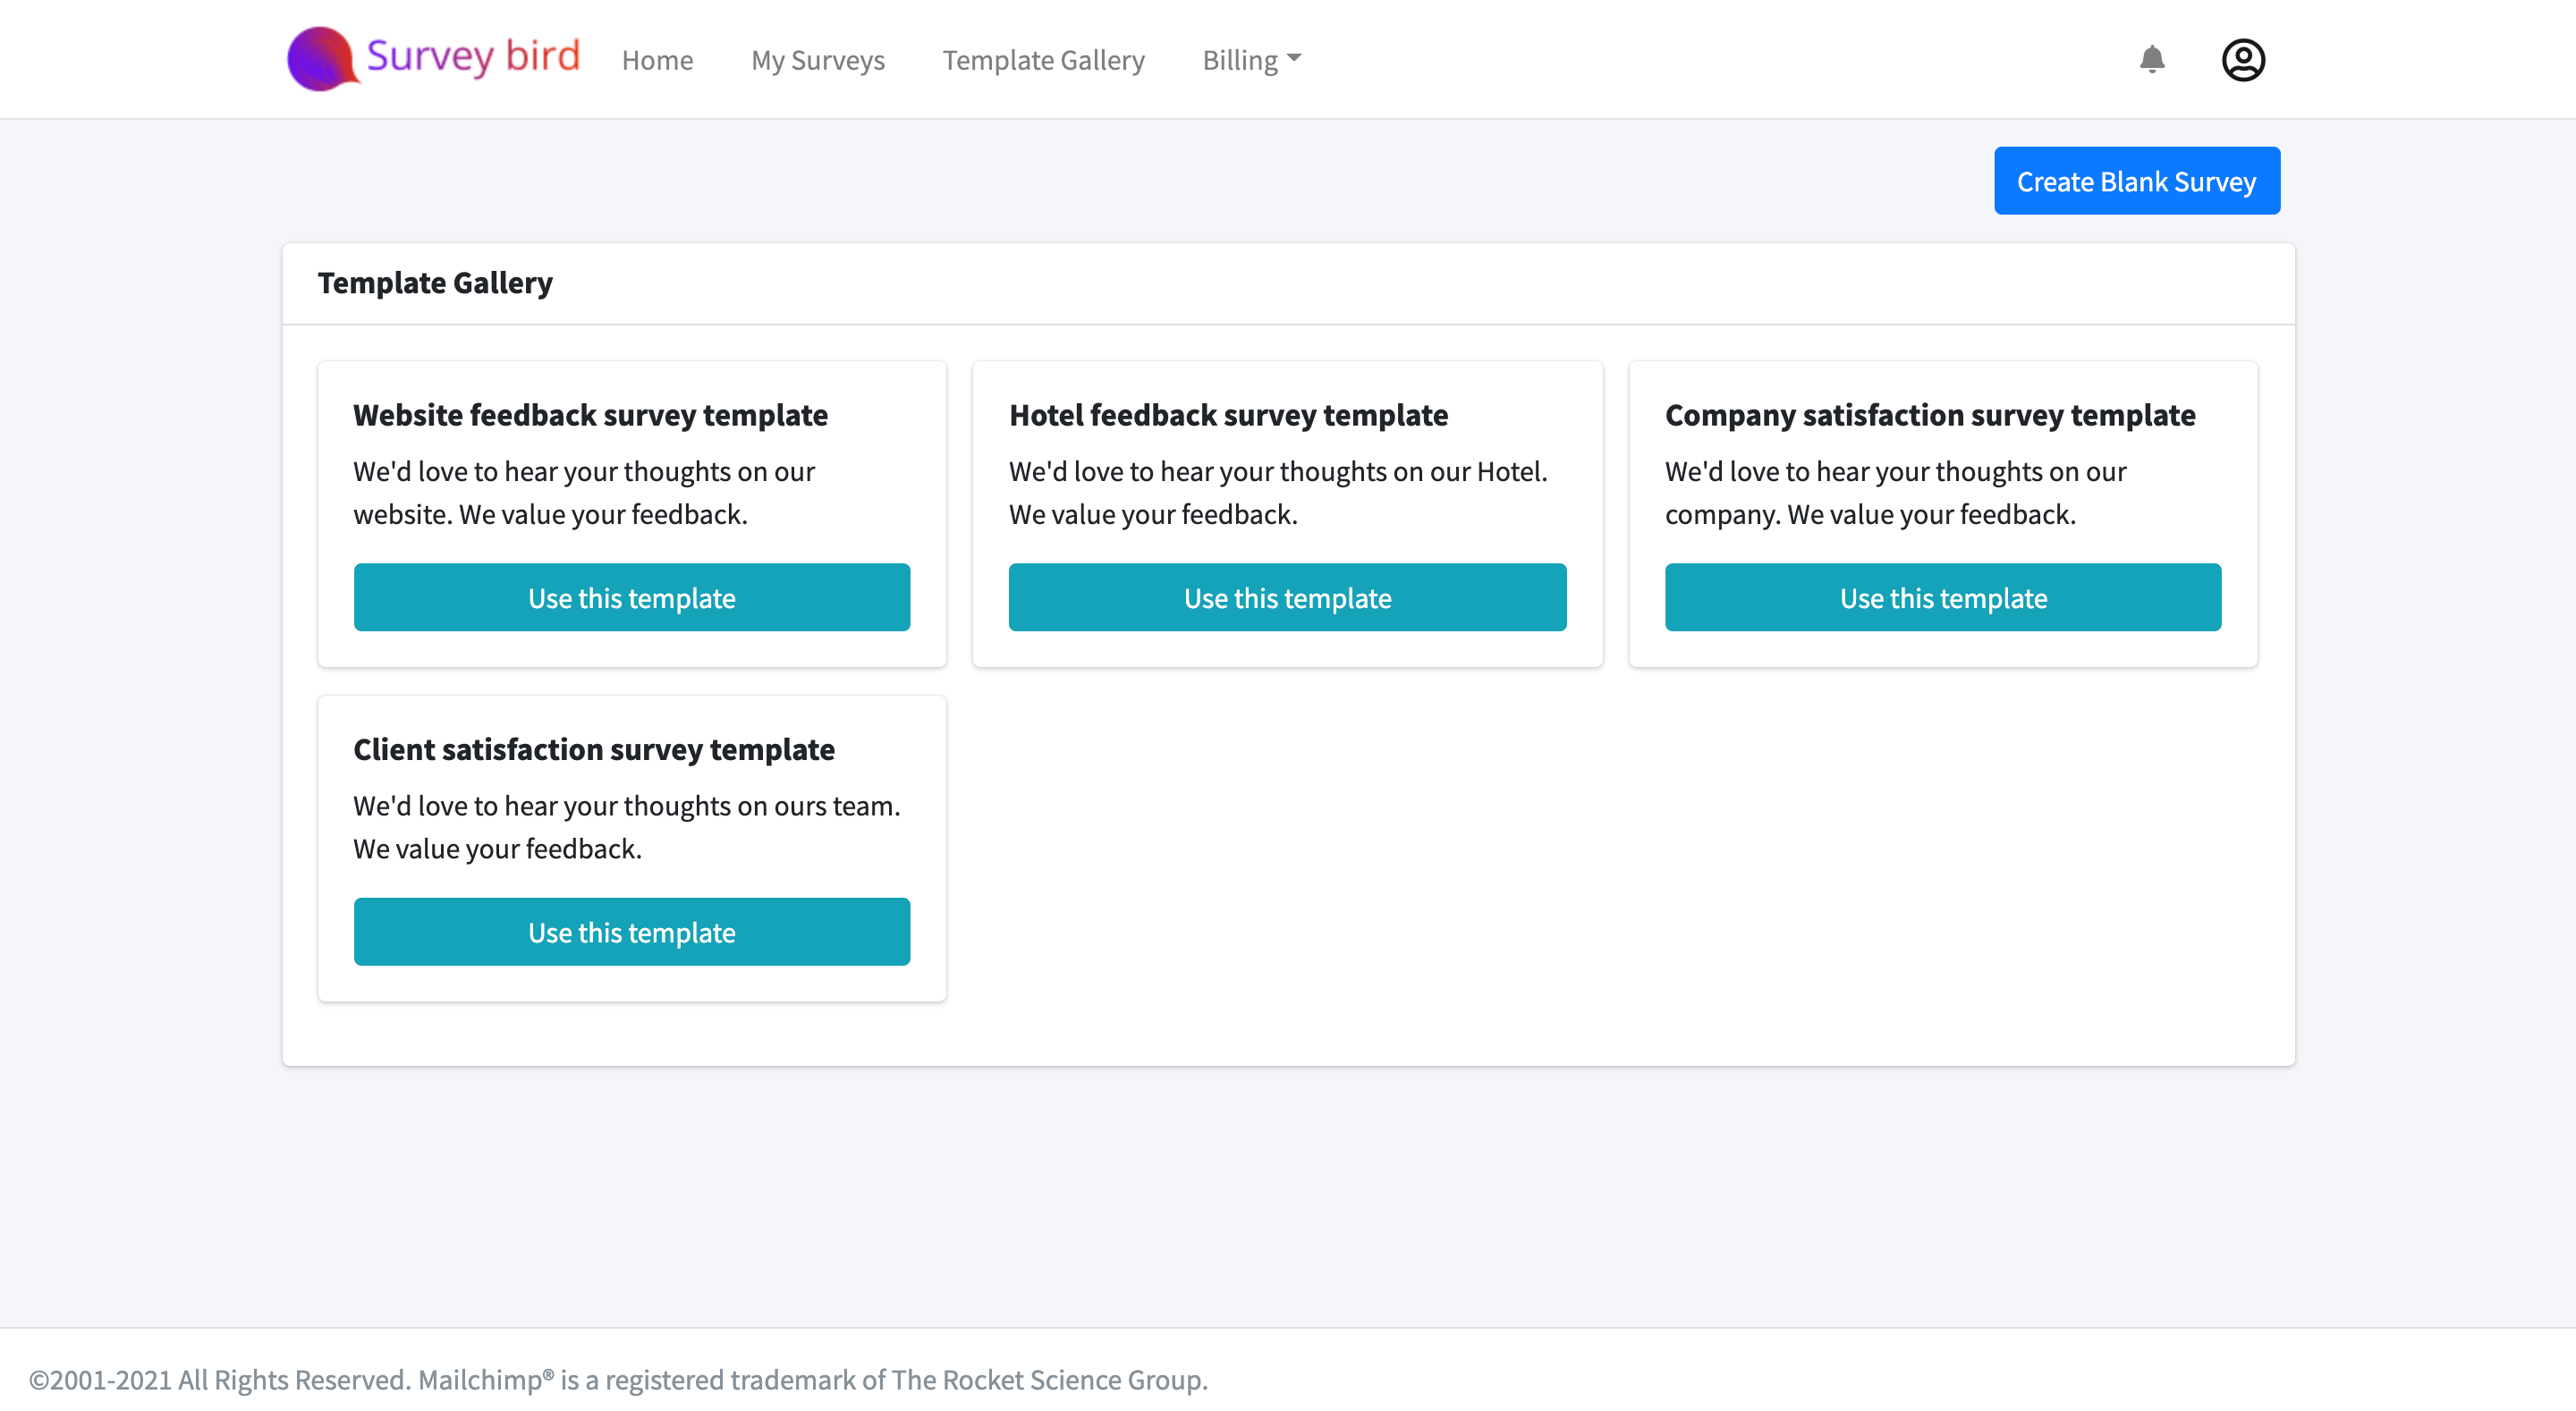 Survey bird Home My Surveys Template Gallery Billing
Create Blank Survey
Template Gallery
Website feedback survey template
We'd love to hear your thoughts on our
website. We value your feedback.
Use this template
Hotel feedback survey template
We'd love to hear your thoughts on our Hotel.
We value your feedback.
Use this template
Company satisfaction survey template
We'd love to hear your thoughts on our
company. We value your feedback.
Use this template
Client satisfaction survey template
We'd love to hear your thoughts on ours team.
We value your feedback.
Use this template
©2001-2021 All Rights Reserved. Mailchimp® is a registered trademark of The Rocket Science Group.